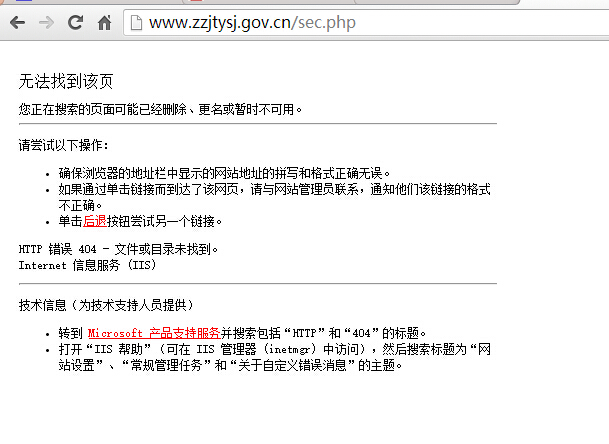 www.zzjtysj.gov.cn/sec.php
无法找到该页
您正在搜索的页面可能已经删除、更名或暂时不可用。
请尝试以下操作:
• 确保浏览器的地址栏中显示的网站地址的拼写和格式正确无误。
• 如果通过单击链接而到达了该网页，请与网站管理员联系，通知他们该链接的格式
不正确。
• 单击后退按钮尝试另一个链接。
HTTP 错误 404 - 文件或目录未找到。
Internet 信息服务 (IIS)
技术信息（为技术支持人员提供）
• 转到 Microsoft 产品支持服务并搜索包括“HTTP”和“404”的标题。
• 打开“IIS 帮助”（可在 IIS 管理器 (inetmgr) 中访问），然后搜索标题为“网
站设置”、“常规管理任务”和“关于自定义错误消息”的主题。